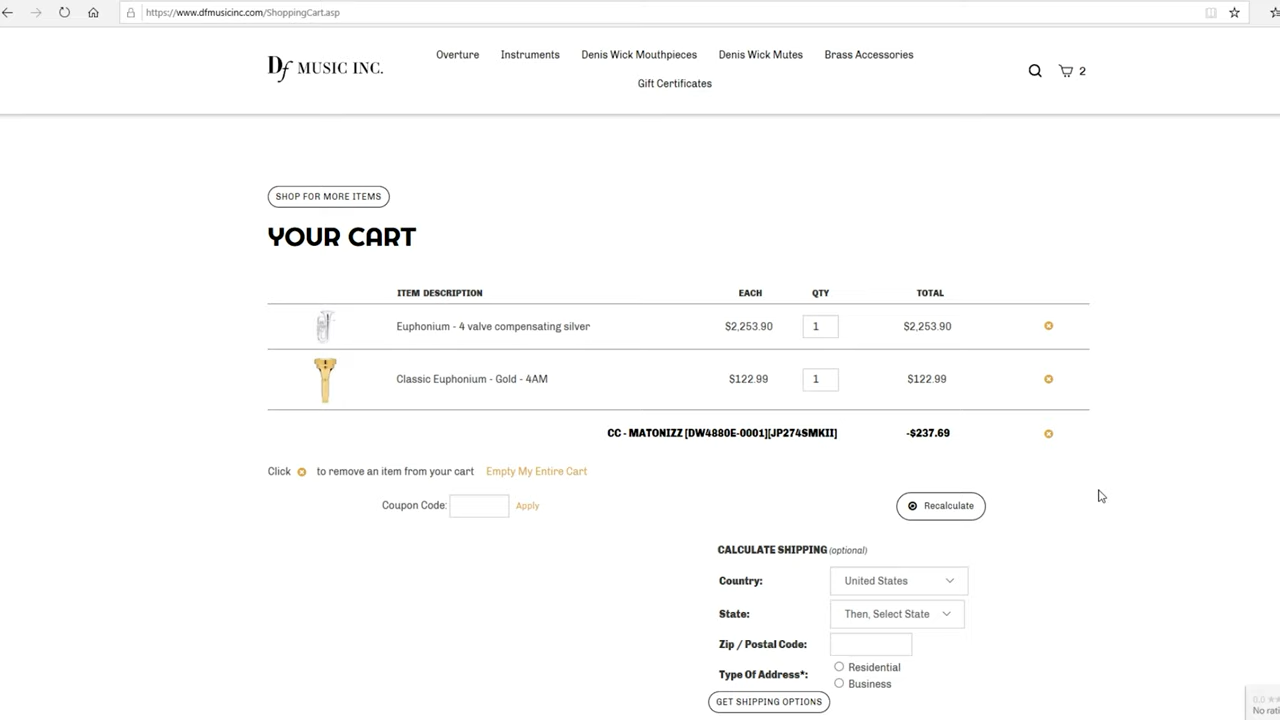 https://www.dfmusicinc.com/ShoppingCart.asp
Df MUSIC INC.
Overture Instruments Denis Wick Mouthpieces Denis Wick Mutes Brass Accessories
Gift Certificates
2
SHOP FOR MORE ITEMS
YOUR CART
ITEM DESCRIPTION EACH QTY TOTAL
Euphonium - 4 valve compensating silver $2,253.90 1 $2,253.90
Classic Euphonium - Gold - 4AM $122.99 1 $122.99
CC - MATONIZZ [DW4880E-0001][JP274SMKII] -$237.69
Click to remove an item from your cart Empty My Entire Cart
Coupon Code: Apply
Recalculate
CALCULATE SHIPPING (optional)
Country: United States
State: Then, Select State
Zip / Postal Code:
Type Of Address*: Residential
Business
GET SHIPPING OPTIONS
0.0
No rati